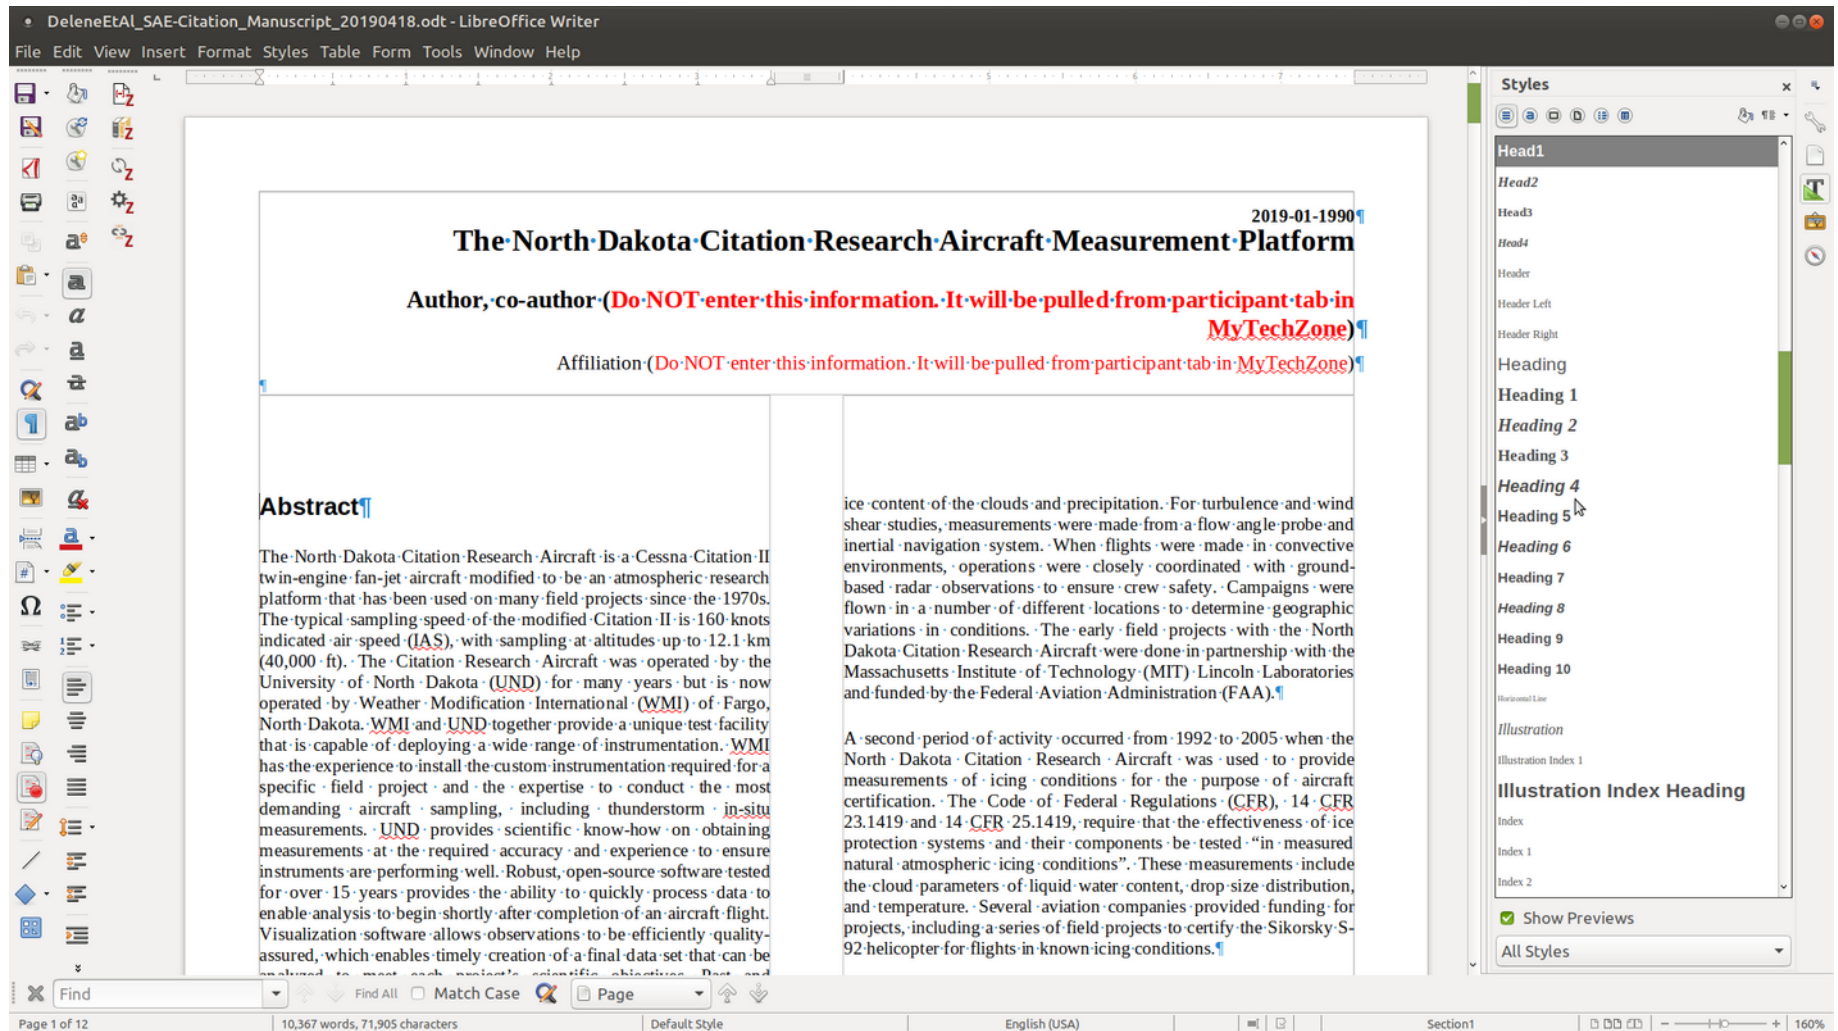 DeleneEtAl_SAE-Citation_Manuscript_20190418.odt - LibreOffice Writer
File Edit View Insert Format Styles Table Form Tools Window Help
2019-01-1990¶
The North Dakota Citation Research Aircraft Measurement Platform
Author, co-author (Do NOT enter this information. It will be pulled from participant tab in
MyTechZone)¶
Affiliation (Do NOT enter this information. It will be pulled from participant tab in MyTechZone)¶
¶
Abstract¶
The North Dakota Citation Research Aircraft is a Cessna Citation II
twin-engine fan-jet aircraft modified to be an atmospheric research
platform that has been used on many field projects since the 1970s.
The typical sampling speed of the modified Citation II is 160 knots
indicated air speed (IAS), with sampling at altitudes up to 12.1 km
(40,000 ft). The Citation Research Aircraft was operated by the
University of North Dakota (UND) for many years but is now
operated by Weather Modification International (WMI) of Fargo,
North Dakota. WMI and UND together provide a unique test facility
that is capable of deploying a wide range of instrumentation. WMI
has the experience to install the custom instrumentation required for a
specific field project and the expertise to conduct the most
demanding aircraft sampling, including thunderstorm in-situ
measurements. UND provides scientific know-how on obtaining
measurements at the required accuracy and experience to ensure
instruments are performing well. Robust, open-source software tested
for over 15 years provides the ability to quickly process data to
enable analysis to begin shortly after completion of an aircraft flight.
Visualization software allows observations to be efficiently quality-
assured, which enables timely creation of a final data set that can be
analyzed to meet each project's scientific objectives. Past and
ice content of the clouds and precipitation. For turbulence and wind
shear studies, measurements were made from a flow angle probe and
inertial navigation system. When flights were made in convective
environments, operations were closely coordinated with ground-
based radar observations to ensure crew safety. Campaigns were
flown in a number of different locations to determine geographic
variations in conditions. The early field projects with the North
Dakota Citation Research Aircraft were done in partnership with the
Massachusetts Institute of Technology (MIT) Lincoln Laboratories
and funded by the Federal Aviation Administration (FAA).¶
A second period of activity occurred from 1992 to 2005 when the
North Dakota Citation Research Aircraft was used to provide
measurements of icing conditions for the purpose of aircraft
certification. The Code of Federal Regulations (CFR), 14 CFR
23.1419 and 14 CFR 25.1419, require that the effectiveness of ice
protection systems and their components be tested “in measured
natural atmospheric icing conditions”. These measurements include
the cloud parameters of liquid water content, drop size distribution,
and temperature. Several aviation companies provided funding for
projects, including a series of field projects to certify the Sikorsky S-
92 helicopter for flights in known icing conditions.¶
Styles
Head1
Head2
Head3
Head4
Header
Header Left
Header Right
Heading
Heading 1
Heading 2
Heading 3
Heading 4
Heading 5
Heading 6
Heading 7
Heading 8
Heading 9
Heading 10
Horizontal Line
Illustration
Illustration Index 1
Illustration Index Heading
Index
Index 1
Index 2
Show Previews
All Styles
Find Find All Match Case Page
Page 1 of 12 10,367 words, 71,905 characters Default Style English (USA) Section1 160%